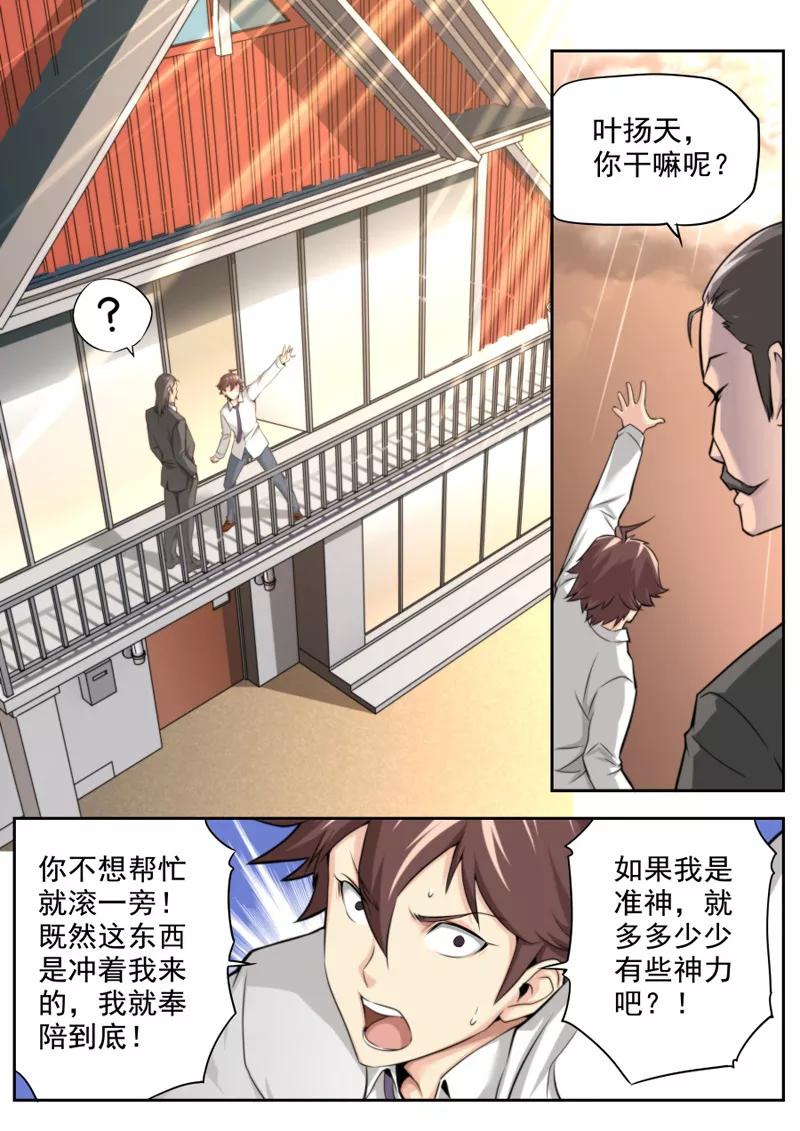 ?
叶扬天，
你干嘛呢？
如果我是
准神，就
多多少少
有些神力
吧？！
你不想帮忙
就滚一旁！
既然这东西
是冲着我来
的，我就奉
陪到底！